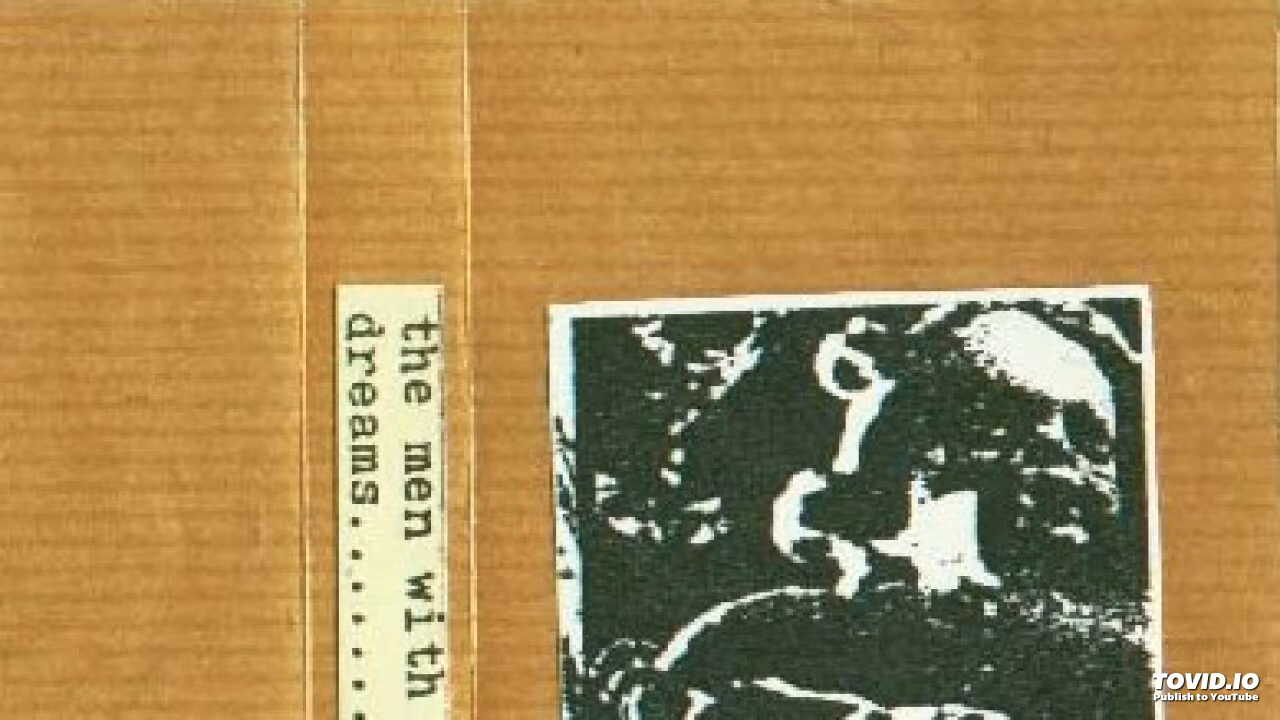 the men with
dreams.......
TOVID.IO
Publish to YouTube